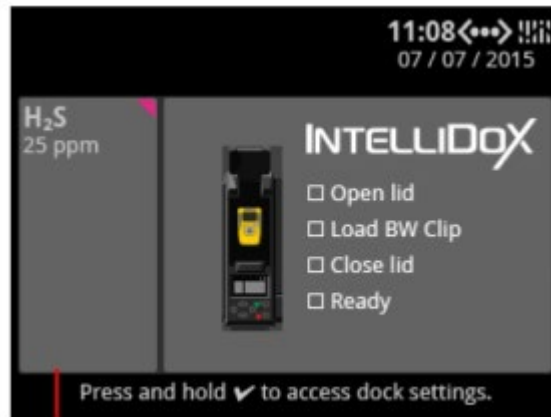 11:08
07 / 07 / 2015
H₂S
25 ppm
INTELLIDOX
☐ Open lid
☐ Load BW Clip
☐ Close lid
☐ Ready
Press and hold ✔ to access dock settings.